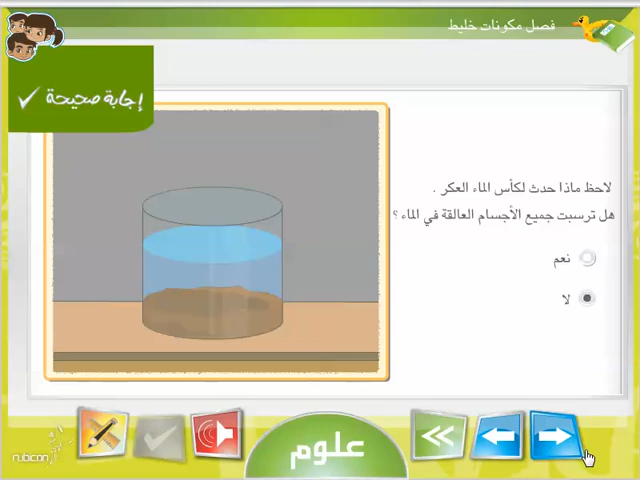 فصل مكونات خليط
إجابة صحيحة
لاحظ ماذا حدث لكأس الماء العكر .
هل ترسبت جميع الأجسام العالقة في الماء ؟
نعم
لا
علوم
rubicon